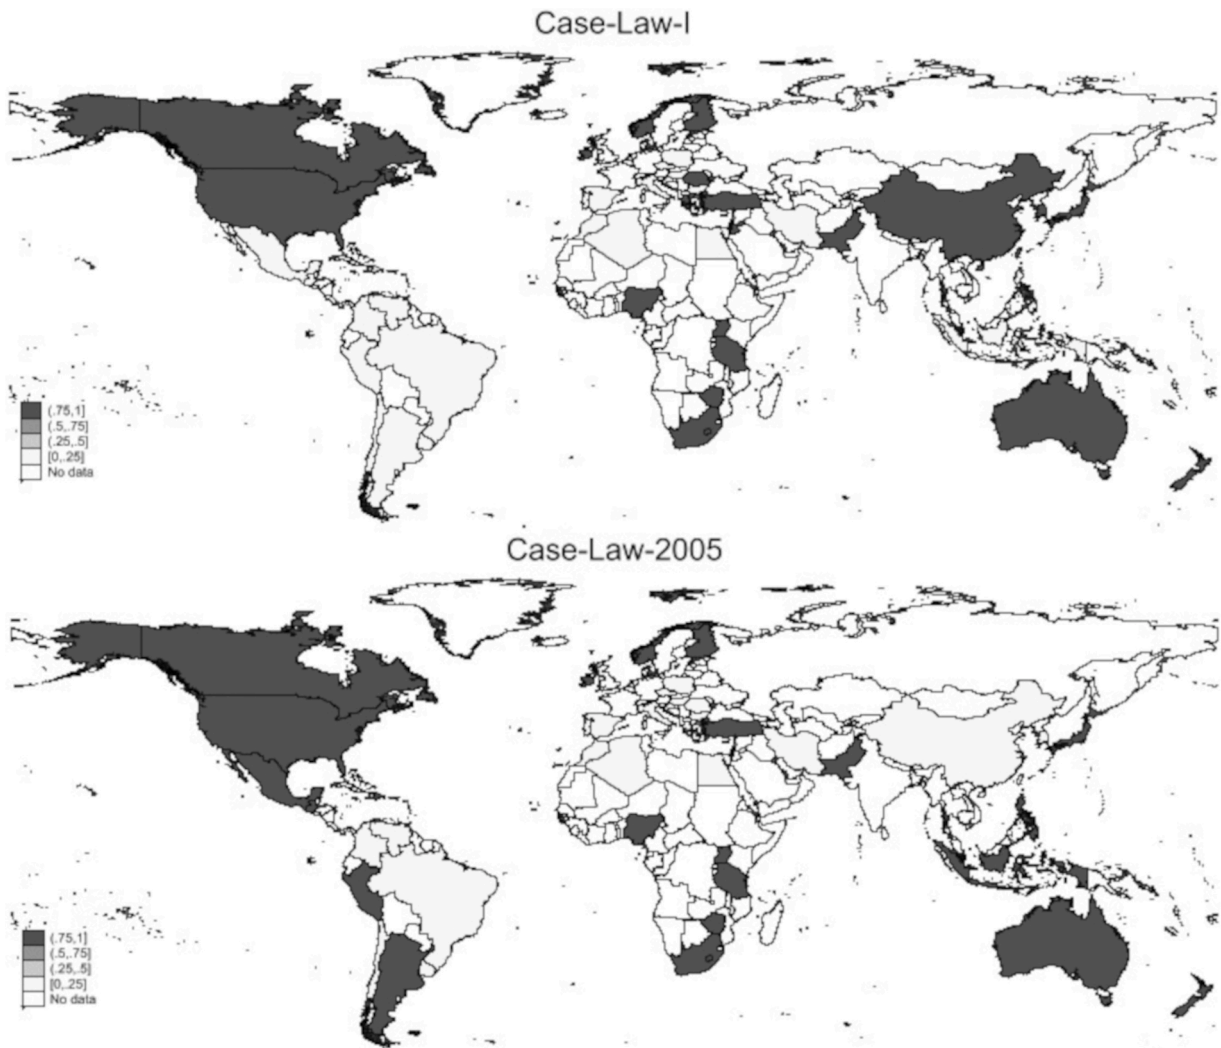 Case-Law-I
(.75,1]
(.5,.75]
(.25,.5]
[0,.25]
No data
Case-Law-2005
(.75,1]
(.5,.75]
(.25,.5]
[0,.25]
No data